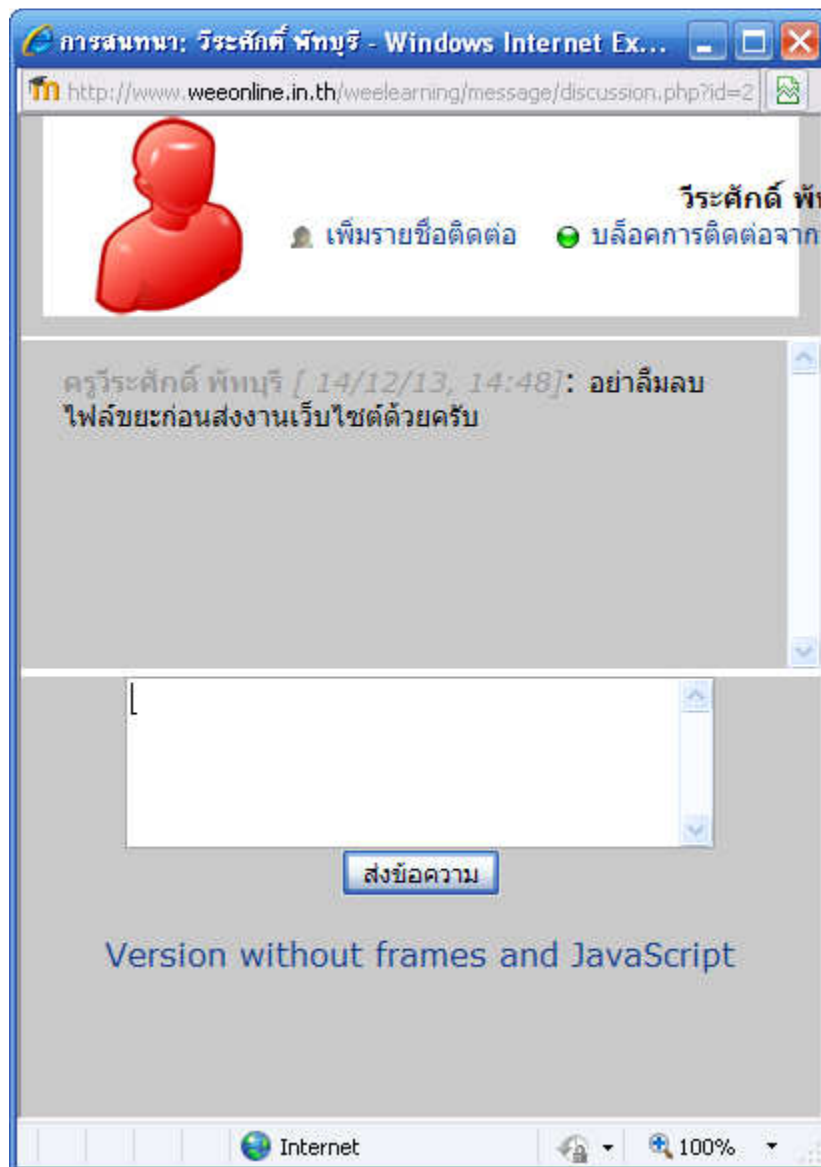 การสนทนา: วีระศักดิ์ พัทบุรี - Windows Internet Ex...
http://www.weeonline.in.th/weelearning/message/discussion.php?id=2
วีระศักดิ์ พัท
เพิ่มรายชื่อติดต่อ บล็อคการติดต่อจาก
ครูวีระศักดิ์ พัทบุรี [ 14/12/13, 14:48]: อย่าลืมลบ
ไฟล์ขยะก่อนส่งงานเว็บไซต์ด้วยครับ
ส่งข้อความ
Version without frames and JavaScript
Internet 100%